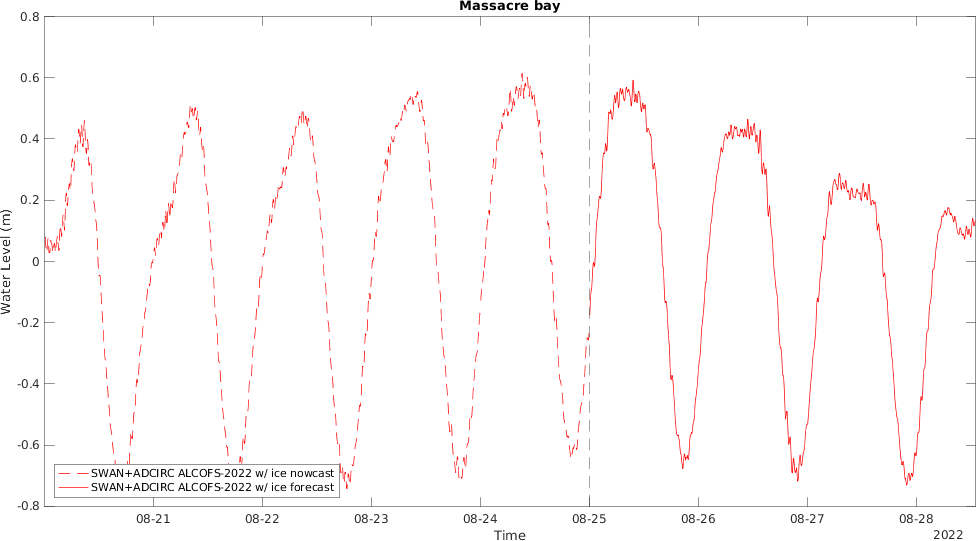 Massacre bay
0.8
0.6
0.4
0.2
0
-0.2
-0.4
-0.6
-0.8
Water Level (m)
SWAN+ADCIRC ALCOFS-2022 w/ ice nowcast
SWAN+ADCIRC ALCOFS-2022 w/ ice forecast
08-21 08-22 08-23 08-24 08-25 08-26 08-27 08-28
Time
2022